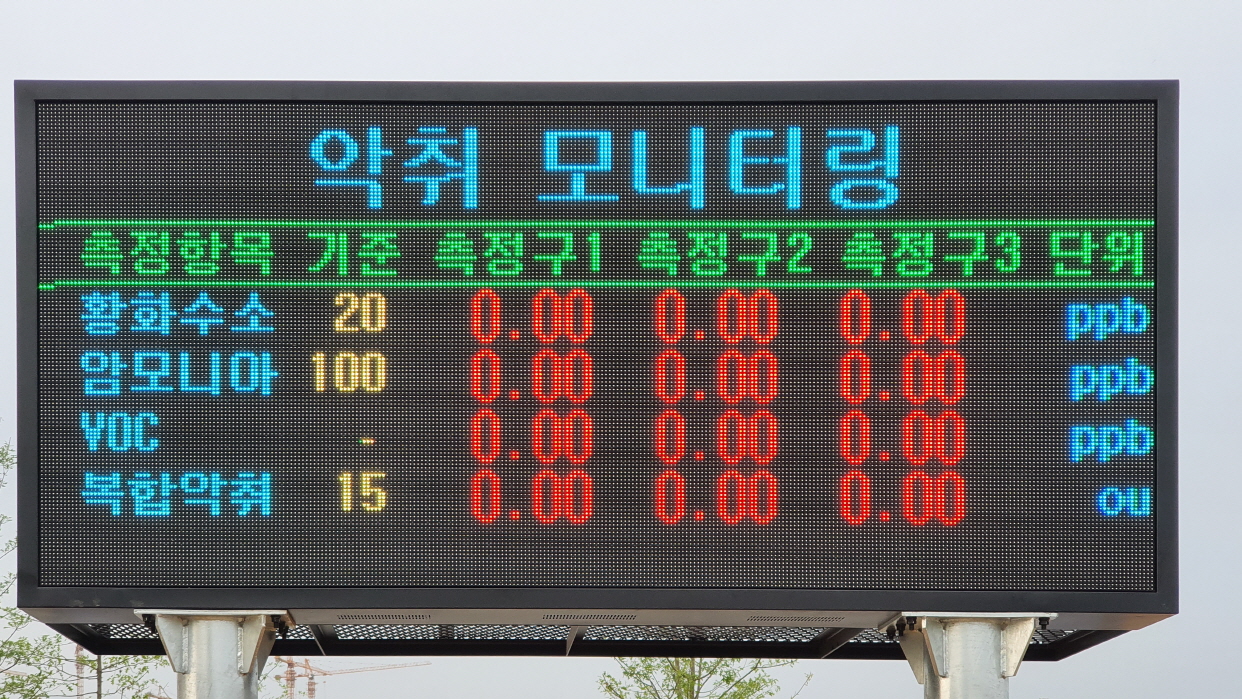 악취 모니터링
측정항목 기준 측정구1 측정구2 측정구3 단위
황화수소 20 0.00 0.00 0.00 ppb
암모니아 100 0.00 0.00 0.00 ppb
VOC - 0.00 0.00 0.00 ppb
복합악취 15 0.00 0.00 0.00 ou